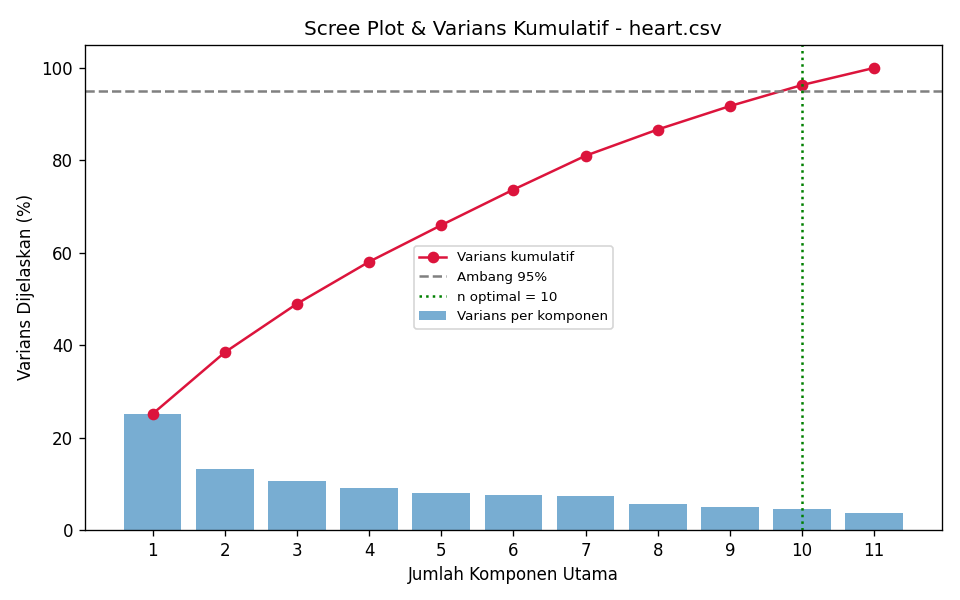 Scree Plot & Varians Kumulatif - heart.csv
Varians Dijelaskan (%)
100
80
60
40
20
0
Varians kumulatif
Ambang 95%
n optimal = 10
Varians per komponen
1 2 3 4 5 6 7 8 9 10 11
Jumlah Komponen Utama